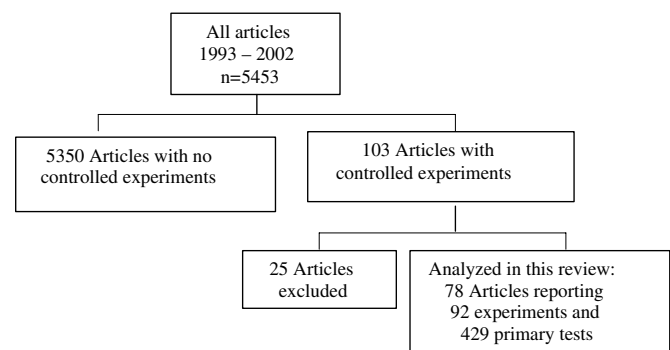 All articles
1993 – 2002
n=5453
5350 Articles with no
controlled experiments
103 Articles with
controlled experiments
25 Articles
excluded
Analyzed in this review:
78 Articles reporting
92 experiments and
429 primary tests